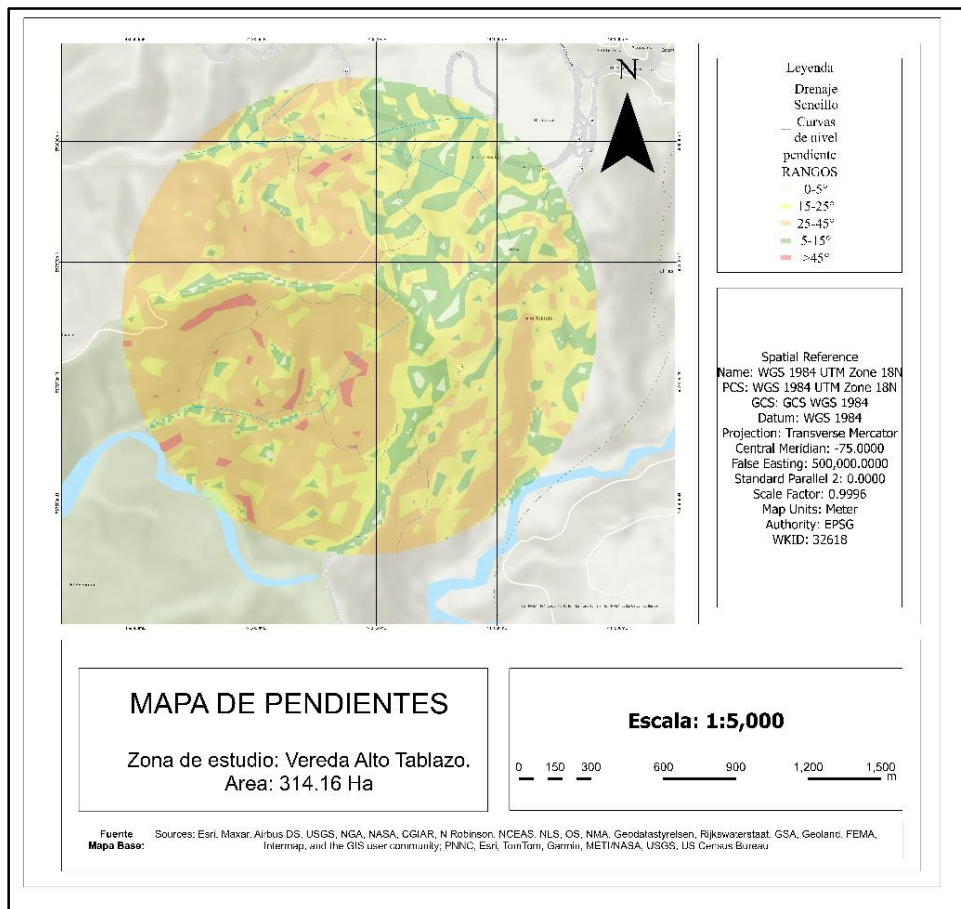 N
Leyenda
Drenaje
Sencillo
Curvas
de nivel
pendiente
RANGOS
0-5°
15-25°
25-45°
5-15°
>45°
Spatial Reference
Name: WGS 1984 UTM Zone 18N
PCS: WGS 1984 UTM Zone 18N
GCS: GCS WGS 1984
Datum: WGS 1984
Projection: Transverse Mercator
Central Meridian: -75.0000
False Easting: 500,000.0000
Standard Parallel 2: 0.0000
Scale Factor: 0.9996
Map Units: Meter
Authority: EPSG
WKID: 32618
MAPA DE PENDIENTES
Zona de estudio: Vereda Alto Tablazo.
Area: 314.16 Ha
Escala: 1:5,000
0 150 300 600 900 1,200 1,500
m
Fuente Mapa Base:
Sources: Esri, Maxar, Airbus DS, USGS, NGA, NASA, CGIAR, N Robinson, NCEAS, NLS, OS, NMA, Geodatastyrelsen, Rijkswaterstaat, GSA, Geoland, FEMA,
Intermap, and the GIS user community; PNNC, Esri, TomTom, Garmin, METI/NASA, USGS, US Census Bureau